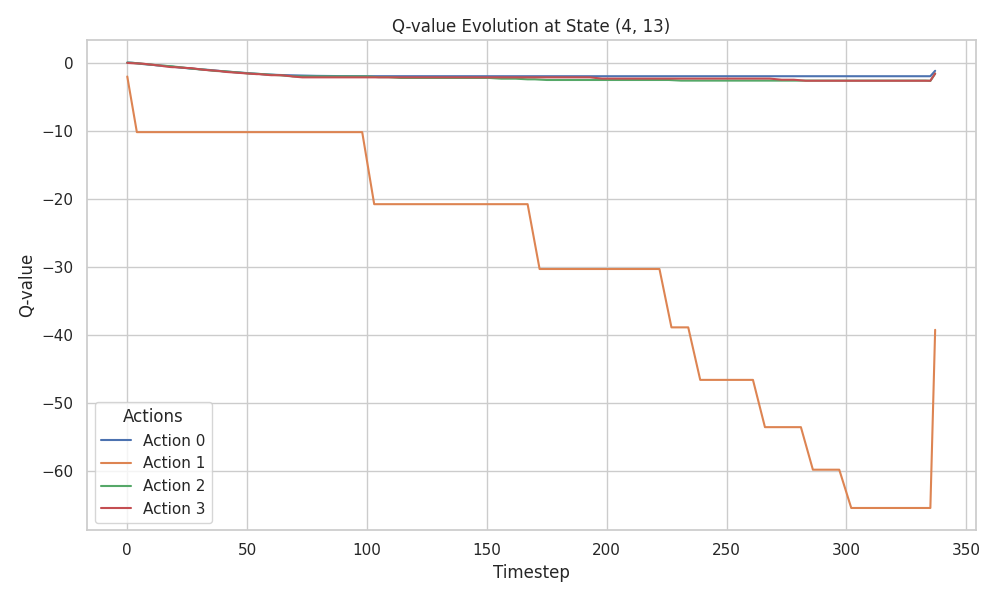 Q-value Evolution at State (4, 13)
0
−10
−20
−30
−40
−50
−60
Q-value
Actions
Action 0
Action 1
Action 2
Action 3
0 50 100 150 200 250 300 350
Timestep